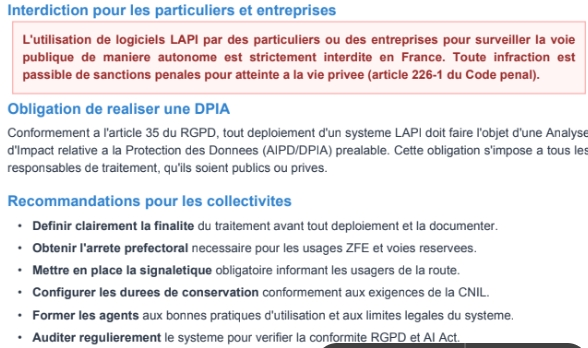 Interdiction pour les particuliers et entreprises
L'utilisation de logiciels LAPI par des particuliers ou des entreprises pour surveiller la voie
publique de maniere autonome est strictement interdite en France. Toute infraction est
passible de sanctions penales pour atteinte a la vie privee (article 226-1 du Code penal).
Obligation de realiser une DPIA
Conformement a l'article 35 du RGPD, tout deploiement d'un systeme LAPI doit faire l'objet d'une Analyse
d'Impact relative a la Protection des Donnees (AIPD/DPIA) prealable. Cette obligation s'impose a tous les
responsables de traitement, qu'ils soient publics ou prives.
Recommandations pour les collectivites
• Definir clairement la finalite du traitement avant tout deploiement et la documenter.
• Obtenir l'arrete prefectoral necessaire pour les usages ZFE et voies reservees.
• Mettre en place la signaletique obligatoire informant les usagers de la route.
• Configurer les durees de conservation conformement aux exigences de la CNIL.
• Former les agents aux bonnes pratiques d'utilisation et aux limites legales du systeme.
• Auditer regulierement le systeme pour verifier la conformite RGPD et AI Act.